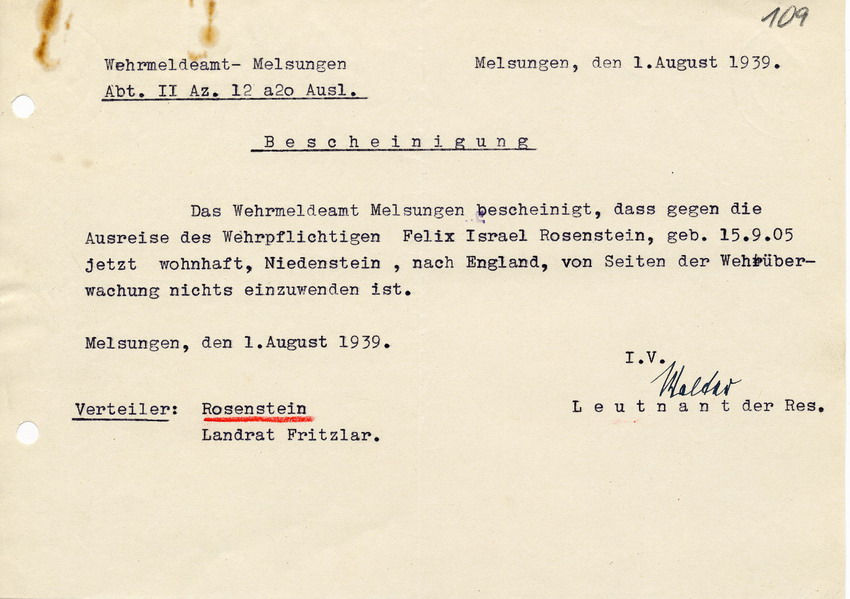 109
Wehrmeldeamt- Melsungen
Melsungen, den 1.August 1939.
Abt. II Az. 12 a2o Ausl.
Bescheinigung
Das Wehrmeldeamt Melsungen bescheinigt, dass gegen die
Ausreise des Wehrpflichtigen Felix Israel Rosenstein, geb. 15.9.05
jetzt wohnhaft, Niedenstein , nach England, von Seiten der Wehrüber-
wachung nichts einzuwenden ist.
Melsungen, den 1.August 1939.
I.V.
Leutnant der Res.
Verteiler: Rosenstein
Landrat Fritzlar.